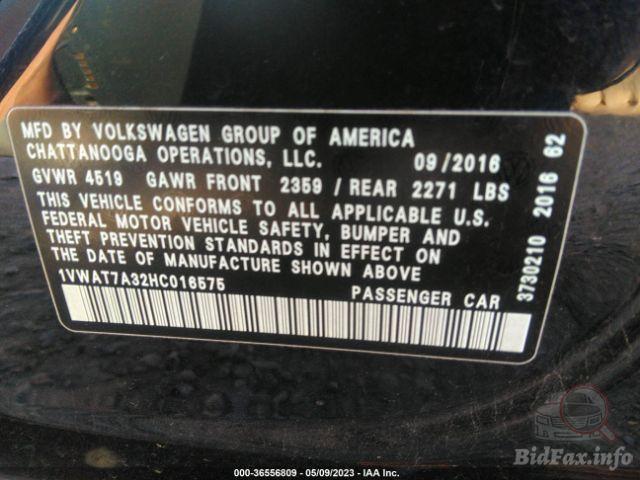 MFD BY VOLKSWAGEN GROUP OF AMERICA
CHATTANOOGA OPERATIONS, LLC. 09/2016
GVWR 4519 GAWR FRONT 2359 / REAR 2271 LBS
THIS VEHICLE CONFORMS TO ALL APPLICABLE U.S.
FEDERAL MOTOR VEHICLE SAFETY, BUMPER AND
THEFT PREVENTION STANDARDS IN EFFECT ON
THE DATE OF MANUFACTURE SHOWN ABOVE
1VWAT7A32HC016575 PASSENGER CAR
37302110 2016 62
000-36556809 - 05/09/2023 - IAA Inc.
BidFax.info